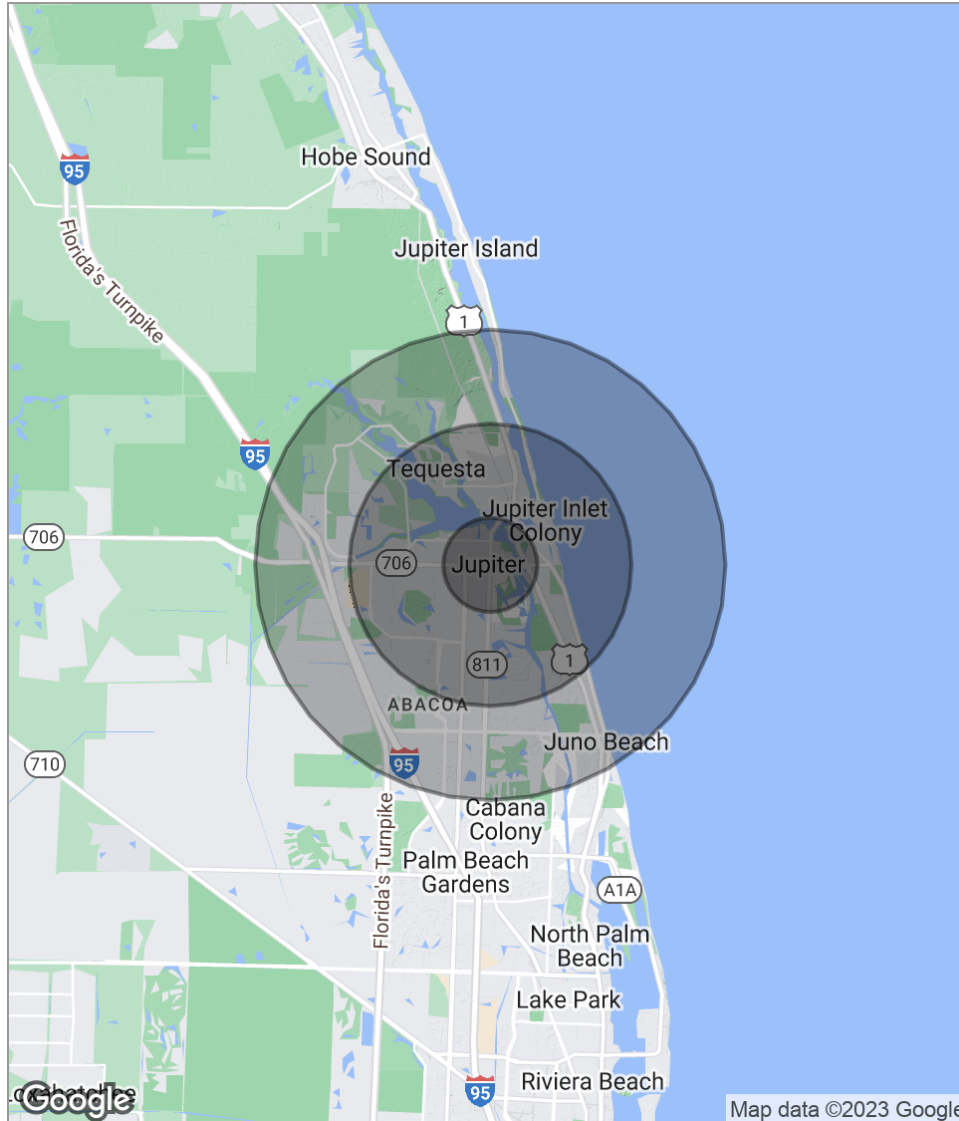 Hobe Sound
95
Florida's Turnpike
Jupiter Island
1
95
Tequesta
Jupiter Inlet
Colony
706
706
Jupiter
811
1
ABACOA
Juno Beach
710
95
Cabana
Colony
Florida's Turnpike
Palm Beach
Gardens
A1A
North Palm
Beach
Lake Park
Riviera Beach
95
Google
Map data ©2023 Google